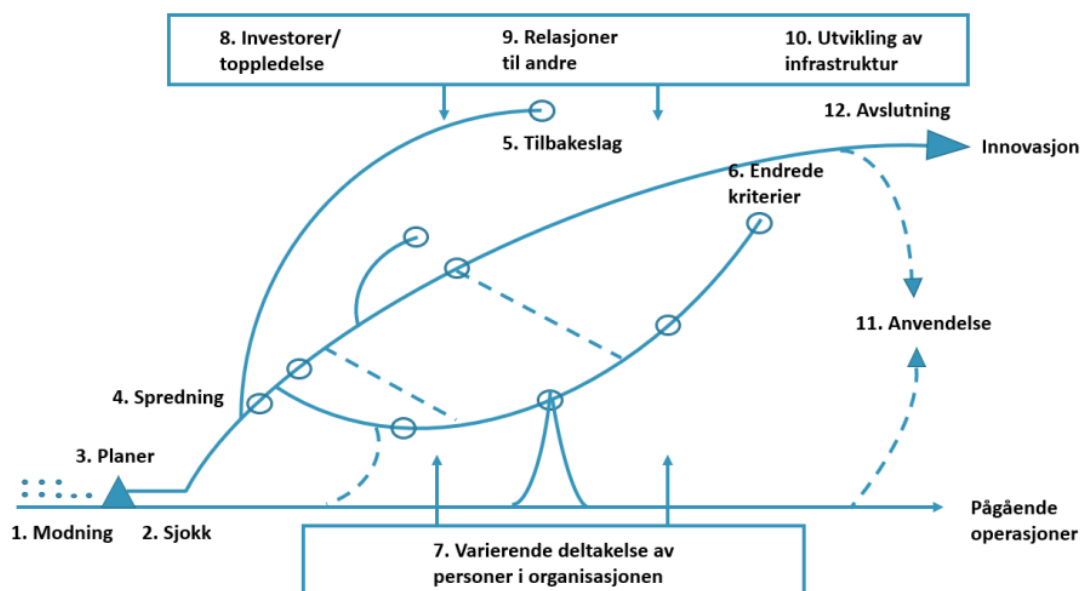 8. Investorer/
toppledelse
9. Relasjoner
til andre
10. Utvikling av
infrastruktur
12. Avslutning
5. Tilbakeslag
Innovasjon
6. Endrede
kriterier
11. Anvendelse
4. Spredning
3. Planer
1. Modning
2. Sjokk
Pågående
operasjoner
7. Varierende deltakelse av
personer i organisasjonen